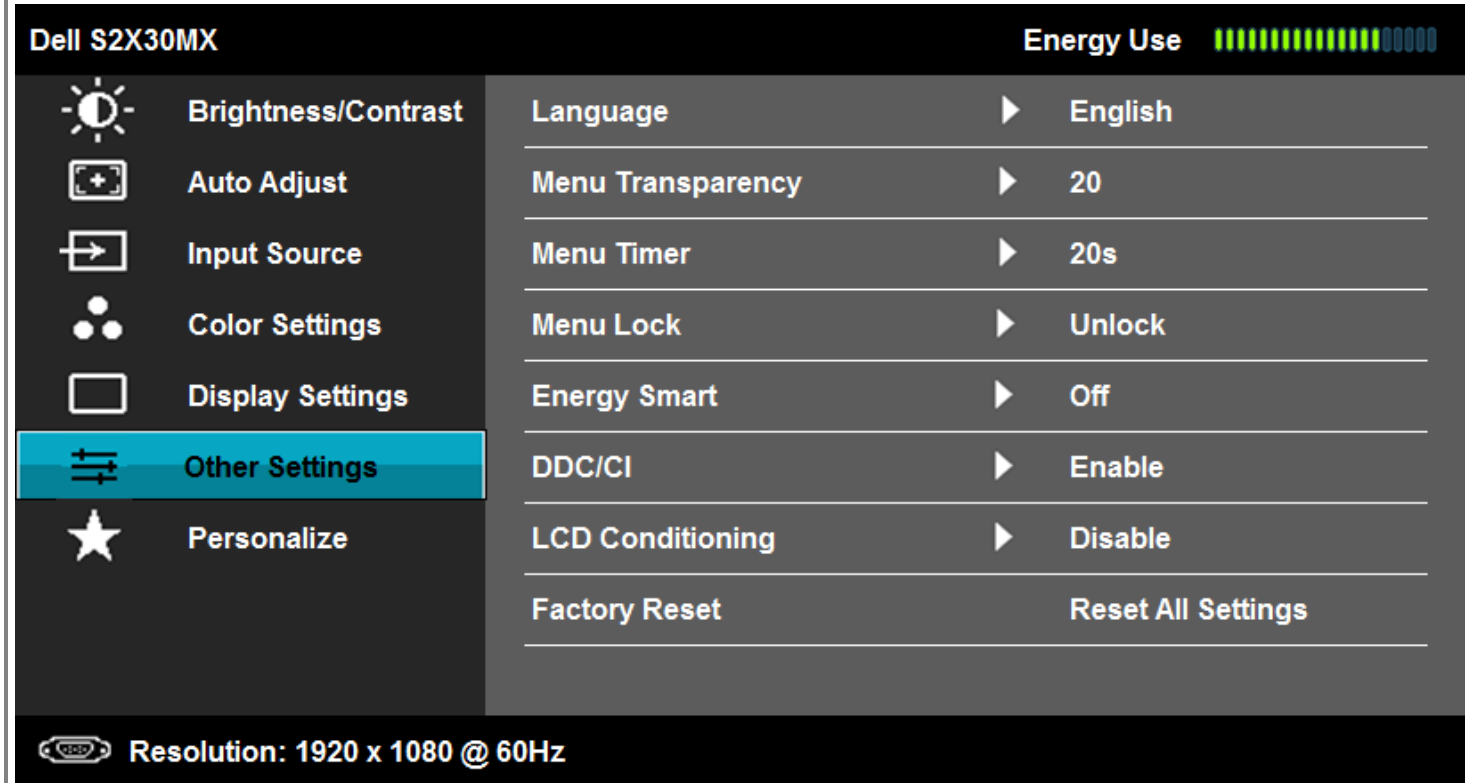 Dell S2X30MX Energy Use
Brightness/Contrast Language English
Auto Adjust Menu Transparency 20
Input Source Menu Timer 20s
Color Settings Menu Lock Unlock
Display Settings Energy Smart Off
Other Settings DDC/CI Enable
Personalize LCD Conditioning Disable
Factory Reset Reset All Settings
Resolution: 1920 x 1080 @ 60Hz